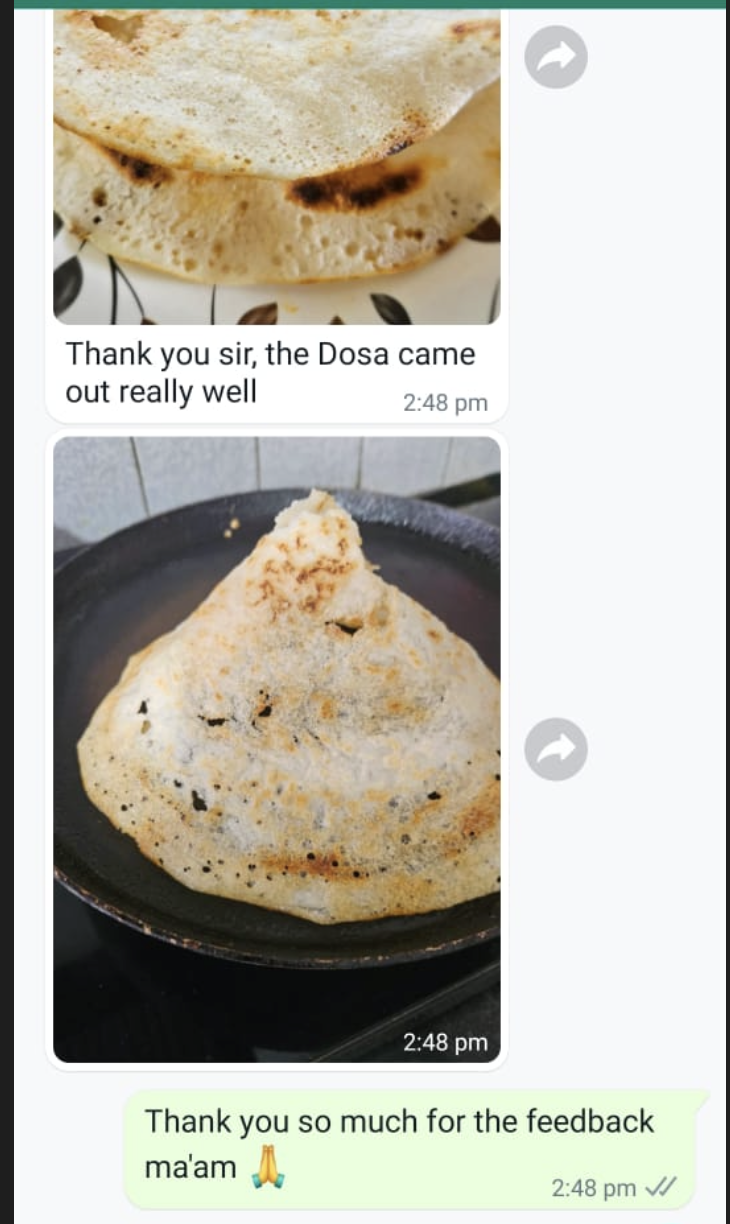 Thank you sir, the Dosa came
out really well
2:48 pm
2:48 pm
Thank you so much for the feedback
ma'am 🙏
2:48 pm